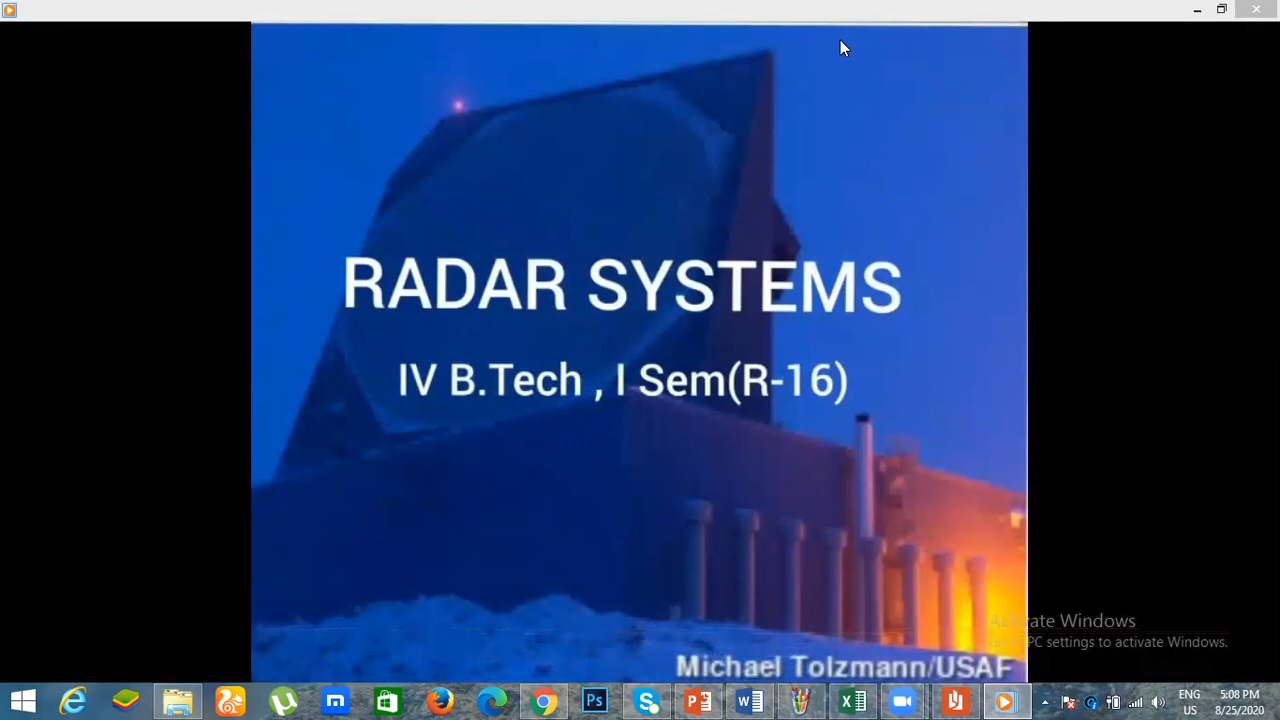 RADAR SYSTEMS
IV B.Tech , I Sem(R-16)
Michael Tolzmann/USAF
Activate Windows
PC settings to activate Windows.
Ps
ENG
US
5:08 PM
8/25/2020